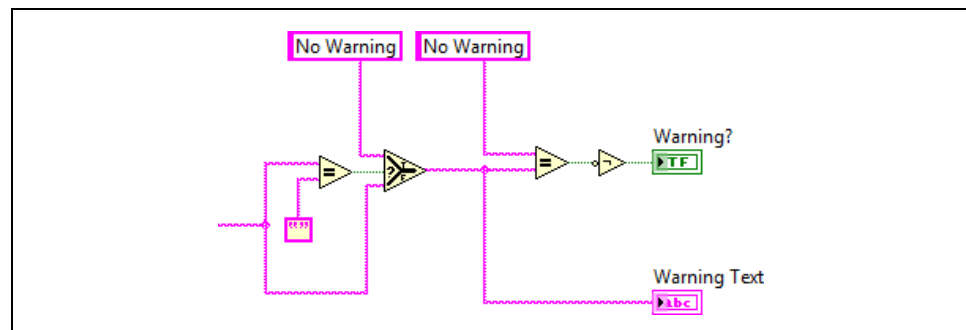 No Warning No Warning
= ? F = ¬
""
Warning?
TF
Warning Text
abc